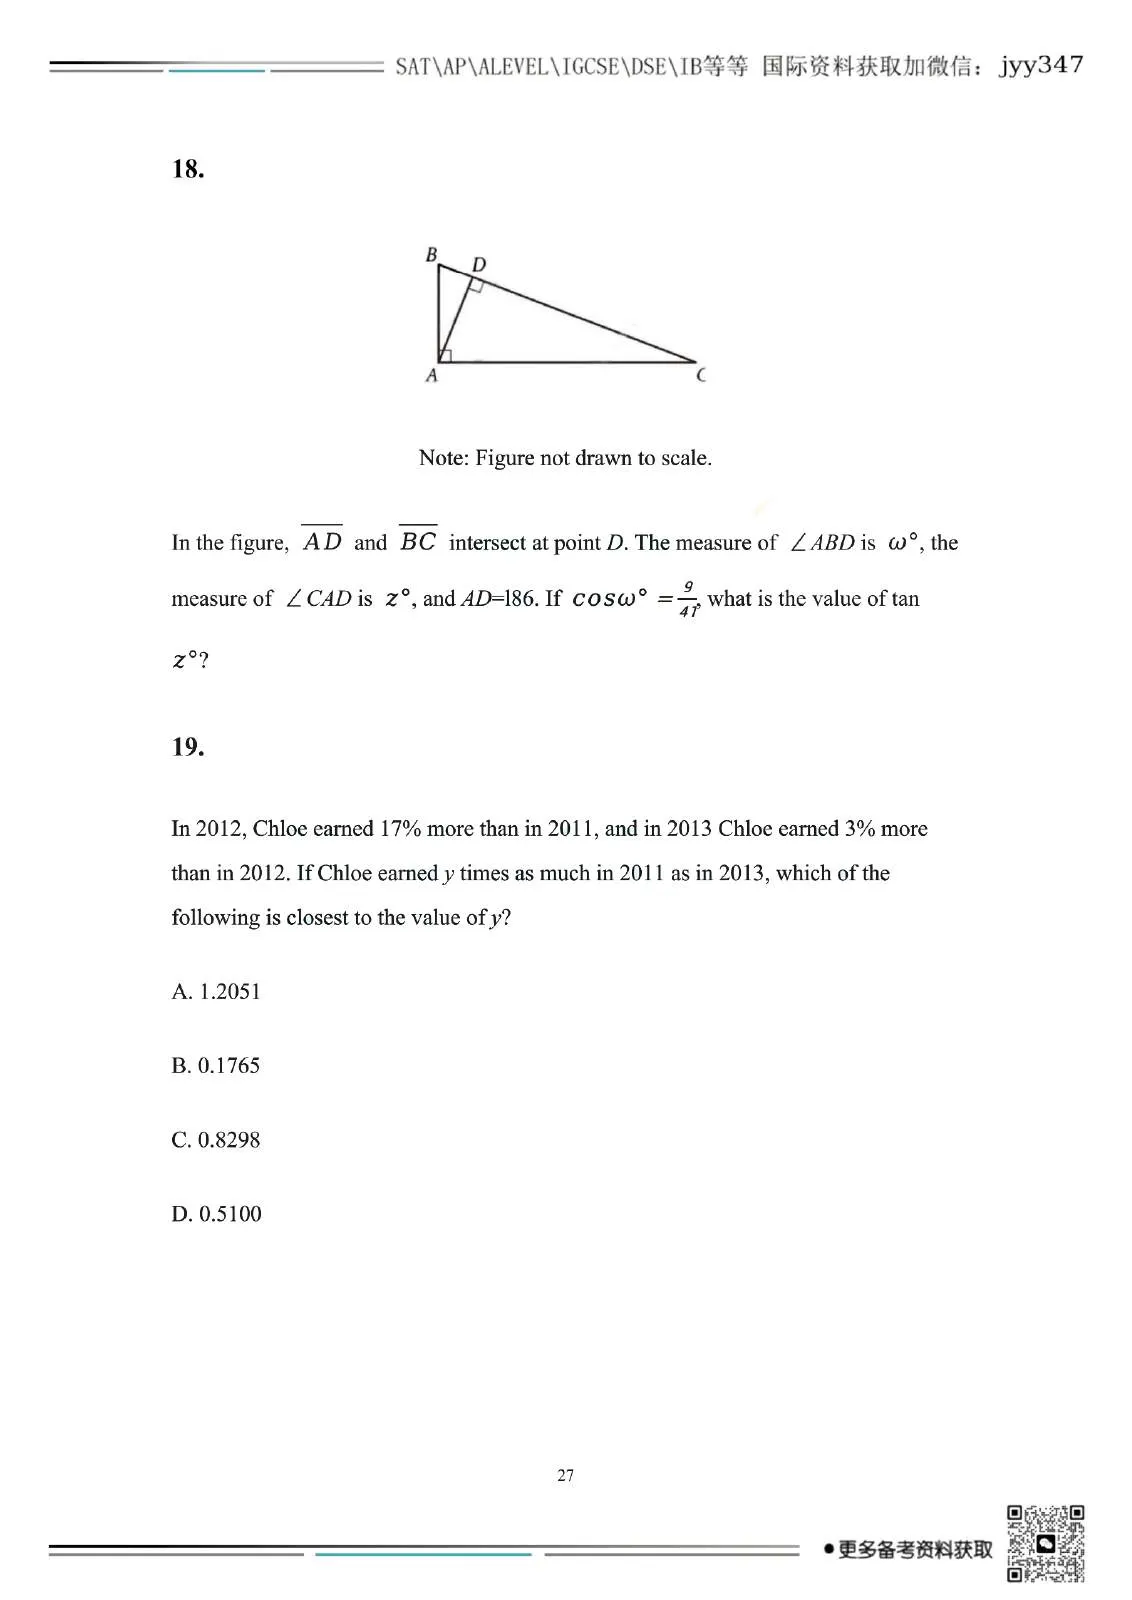 SAT\AP\ALEVEL\IGCSE\DSE\IB等等 国际资料获取加微信： jyy347
18.
B
D
A
C
Note: Figure not drawn to scale.
In the figure, AD and BC intersect at point D. The measure of ∠ABD is ω°, the
measure of ∠CAD is z°, and AD=186. If cosω° = 9/41, what is the value of tan
z°?
19.
In 2012, Chloe earned 17% more than in 2011, and in 2013 Chloe earned 3% more
than in 2012. If Chloe earned y times as much in 2011 as in 2013, which of the
following is closest to the value of y?
A. 1.2051
B. 0.1765
C. 0.8298
D. 0.5100
27
●更多备考资料获取